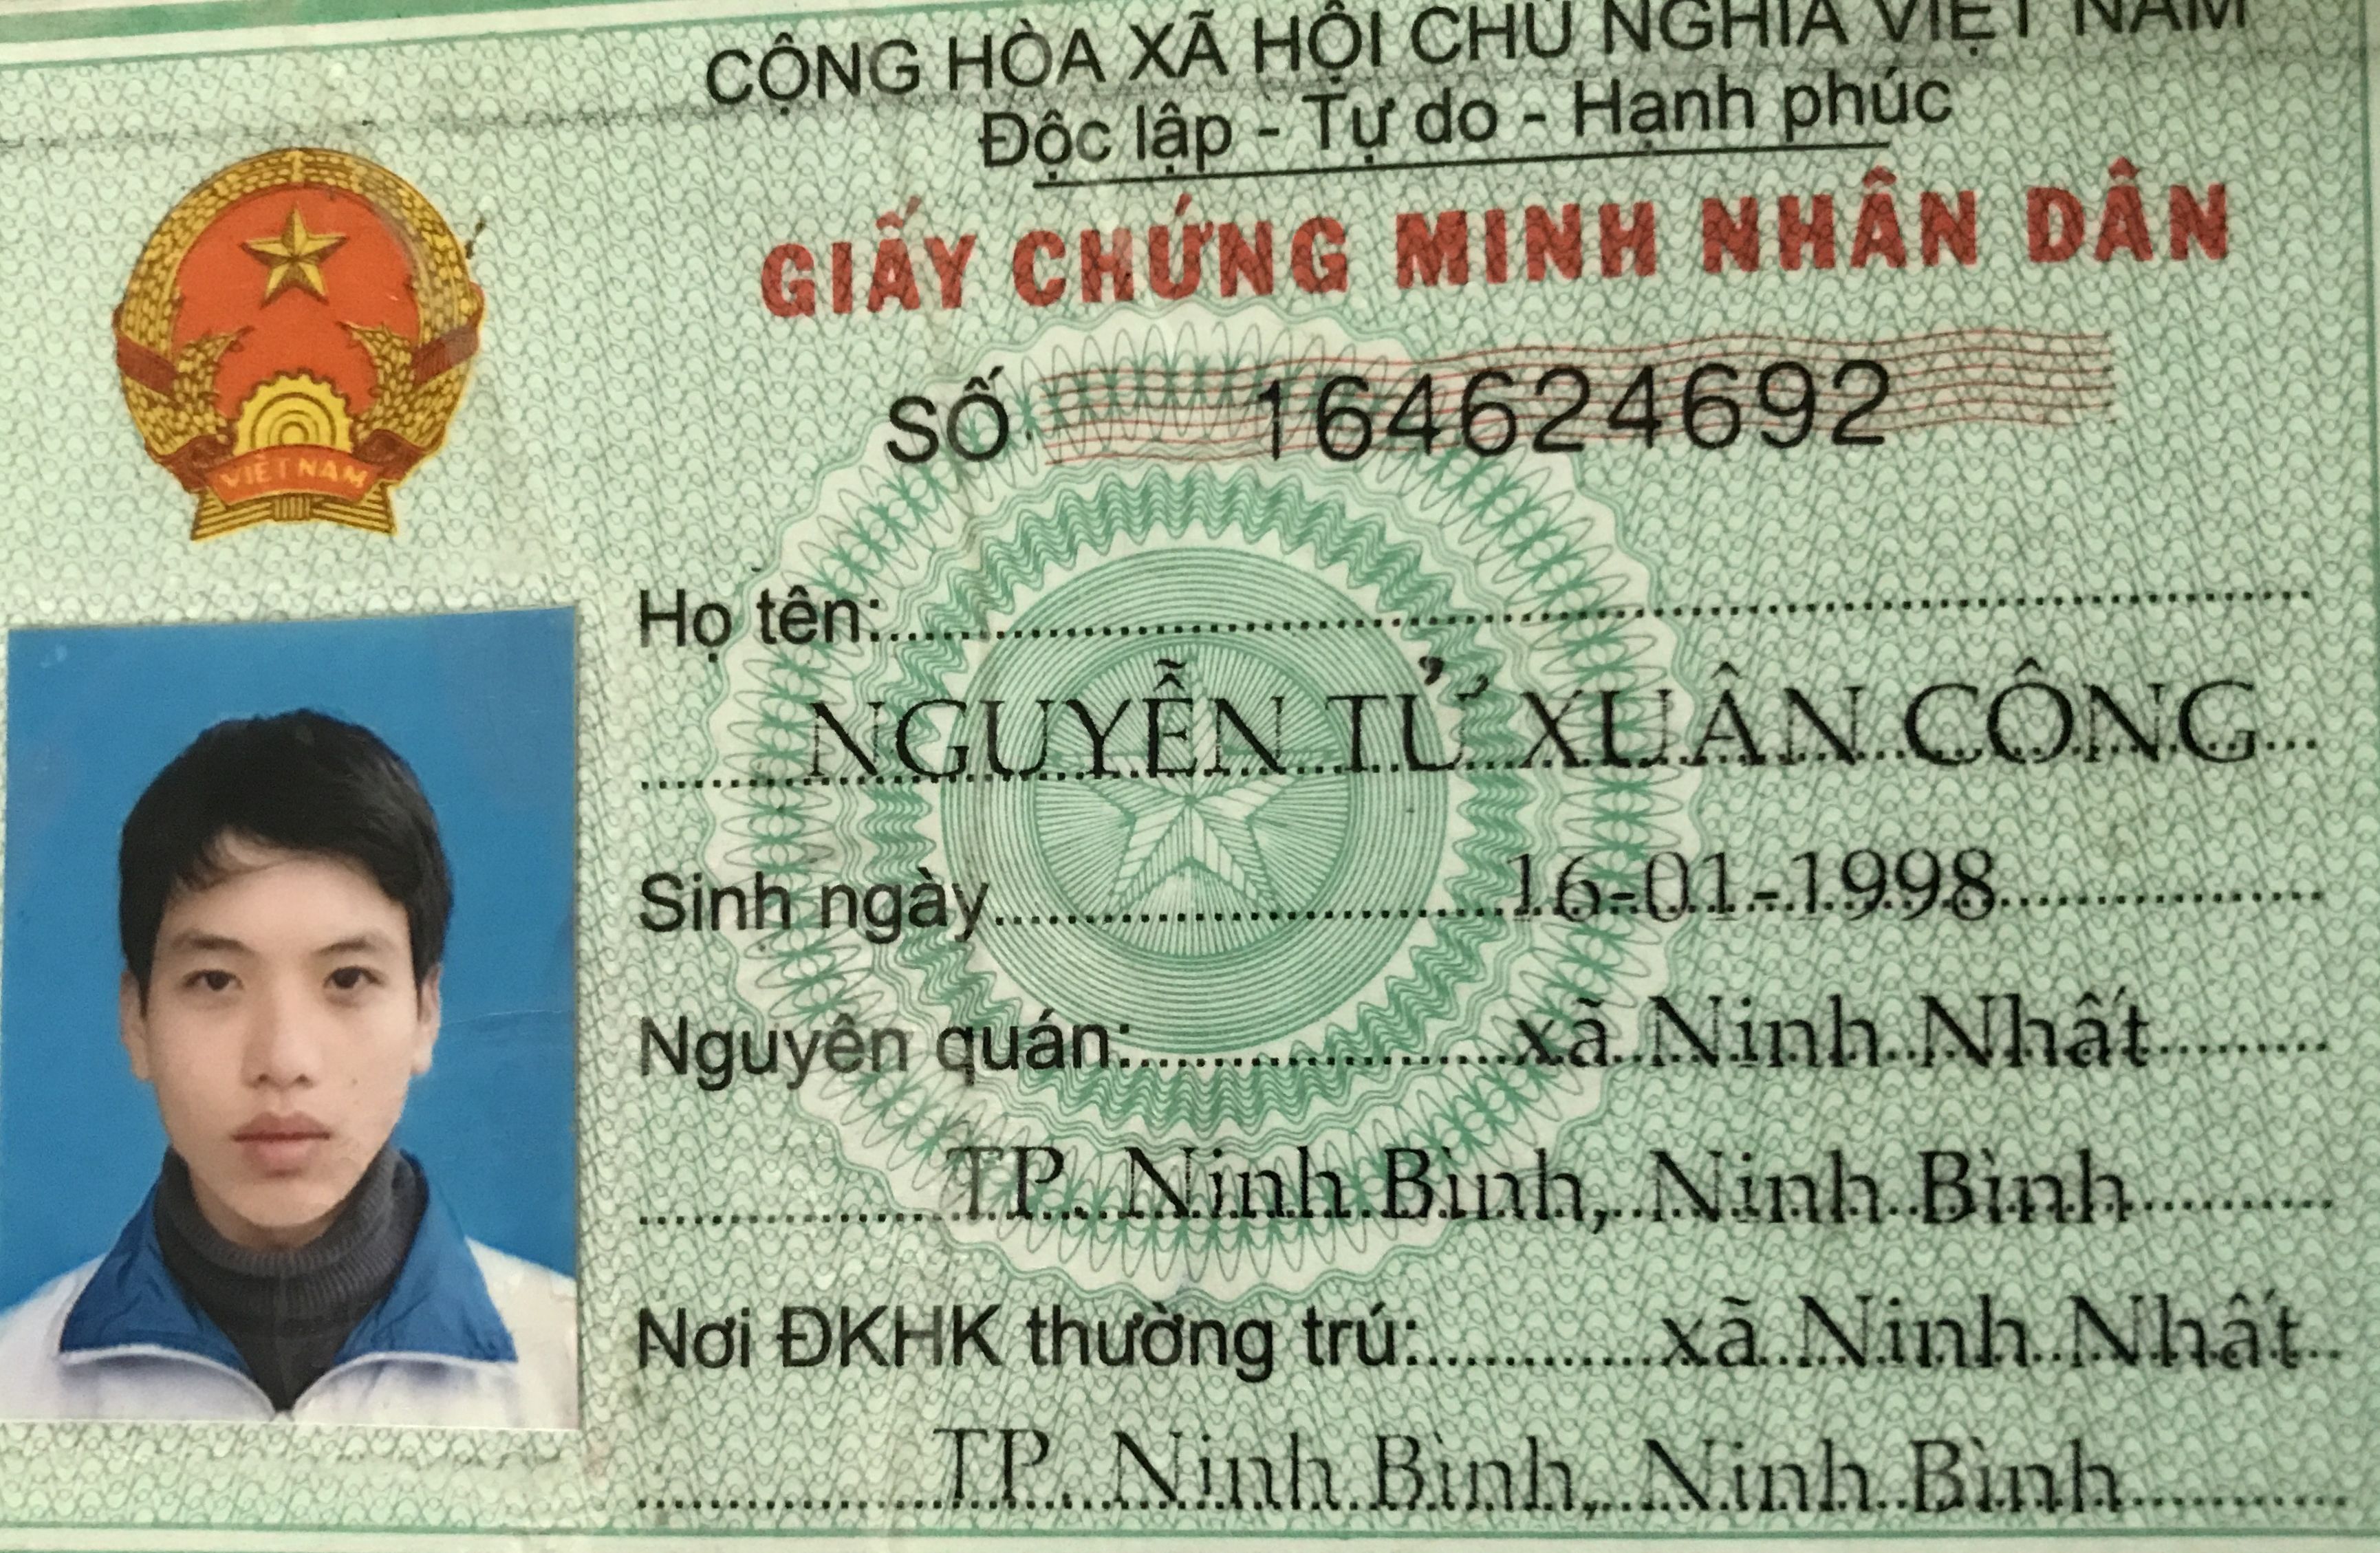 CỘNG HÒA XÃ HỘI CHỦ NGHĨA VIỆT NAM
Độc lập - Tự do - Hạnh phúc
GIẤY CHỨNG MINH NHÂN DÂN
SỐ 164624692
VIỆT NAM
Họ tên:
NGUYỄN TỬ XUÂN CÔNG
Sinh ngày 16-01-1998
Nguyên quán: xã Ninh Nhất
TP. Ninh Bình, Ninh Bình
Nơi ĐKHK thường trú: xã Ninh Nhất
TP. Ninh Bình, Ninh Bình